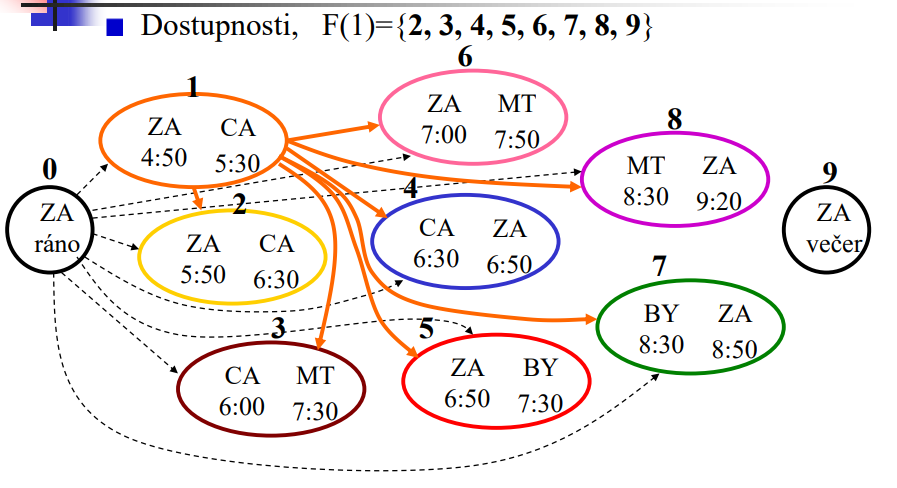 Dostupnosti, F(1)={2, 3, 4, 5, 6, 7, 8, 9}
6
ZA MT
7:00 7:50
1
ZA CA
4:50 5:30
8
MT ZA
8:30 9:20
0
ZA
ráno
9
ZA
večer
2
ZA CA
5:50 6:30
4
CA ZA
6:30 6:50
7
BY ZA
8:30 8:50
3
CA MT
6:00 7:30
5
ZA BY
6:50 7:30